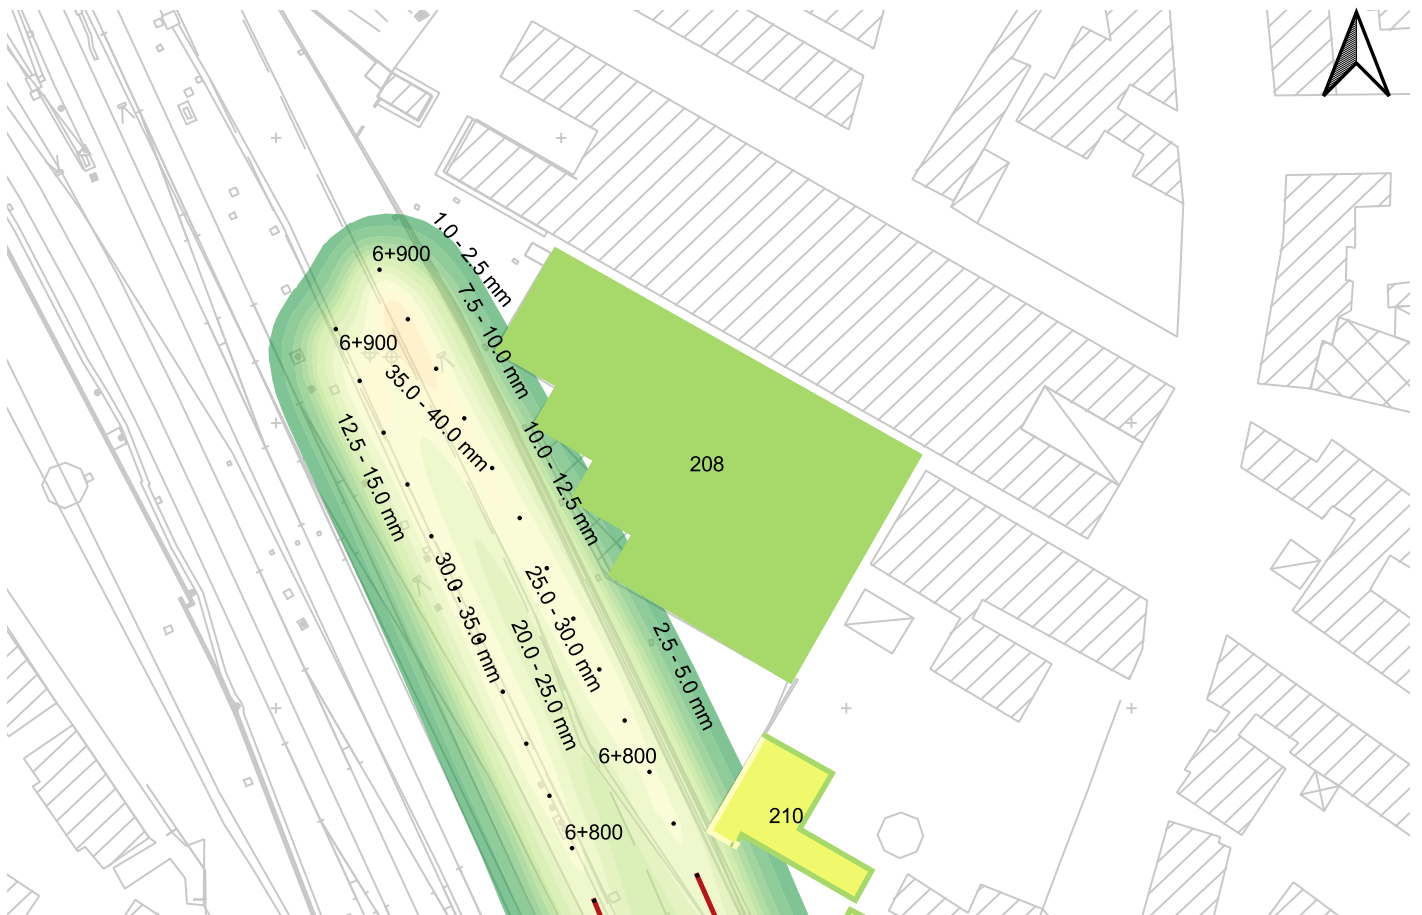 1.0 - 2.5 mm
6+900
7.5 - 10.0 mm
6+900
35.0 - 40.0 mm
12.5 - 15.0 mm
10.0 - 12.5 mm
208
30.0 - 35.0 mm
25.0 - 30.0 mm
20.0 - 25.0 mm
2.5 - 5.0 mm
6+800
210
6+800